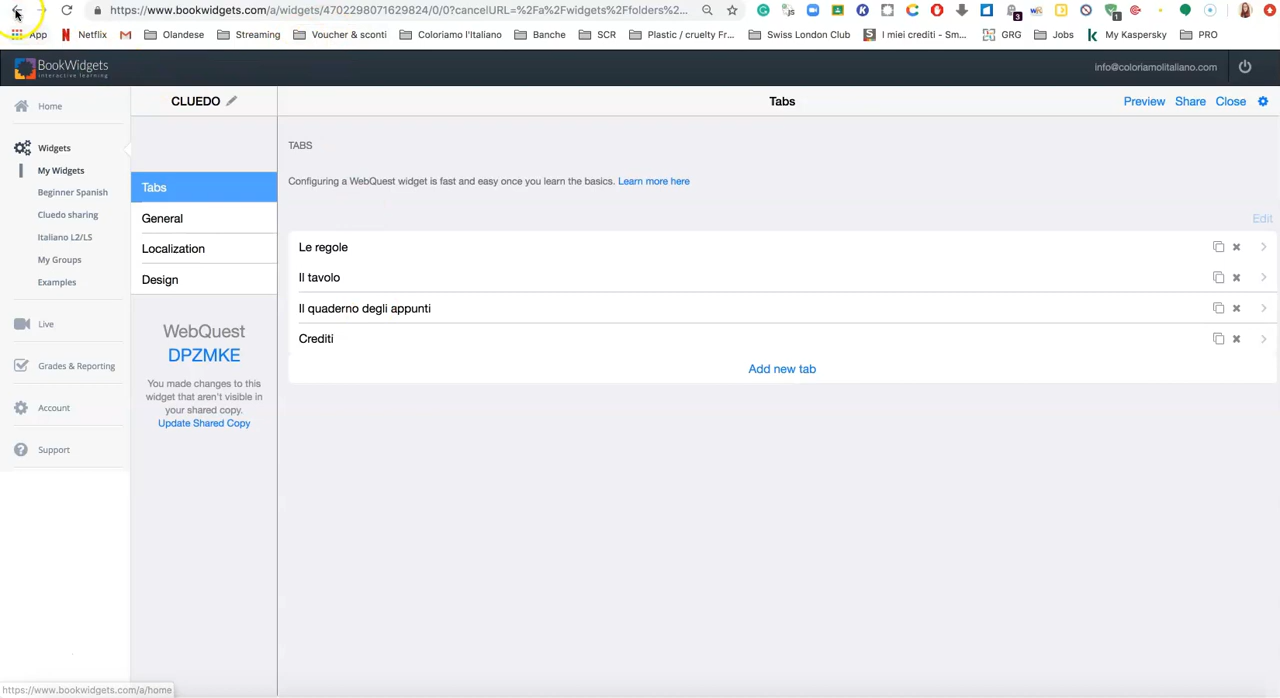 https://www.bookwidgets.com/a/widgets/4702298071629824/0/0?cancelURL=%2Fa%2Fwidgets%2Ffolders%2...
App
Netflix
Olandese
Streaming
Voucher & sconti
Coloriamo l'Italiano
Banche
SCR
Plastic / cruelty Fr...
Swiss London Club
I miei crediti - Sm...
GRG
Jobs
My Kaspersky
PRO
BookWidgets
interactive learning
info@coloriamolitaliano.com
Home
Widgets
My Widgets
Beginner Spanish
Cluedo sharing
Italiano L2/LS
My Groups
Examples
Live
Grades & Reporting
Account
Support
CLUEDO
Tabs
General
Localization
Design
WebQuest
DPZMKE
You made changes to this
widget that aren't visible in
your shared copy.
Update Shared Copy
Tabs
Preview
Share
Close
TABS
Configuring a WebQuest widget is fast and easy once you learn the basics. Learn more here
Edit
Le regole
Il tavolo
Il quaderno degli appunti
Crediti
Add new tab
https://www.bookwidgets.com/a/home